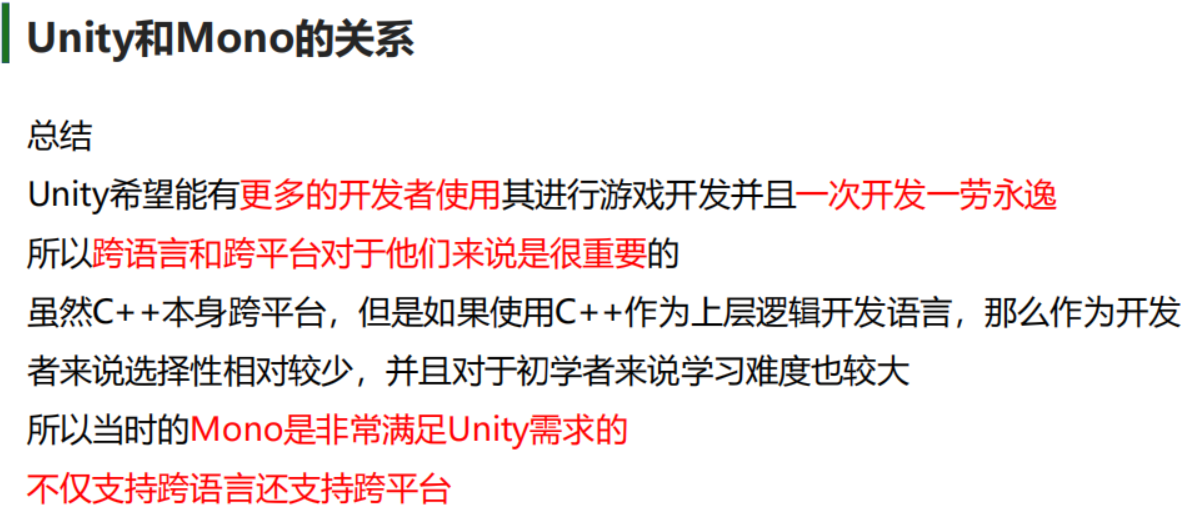 Unity和Mono的关系
总结
Unity希望能有更多的开发者使用其进行游戏开发并且一次开发一劳永逸
所以跨语言和跨平台对于他们来说是很重要的
虽然C++本身跨平台，但是如果使用C++作为上层逻辑开发语言，那么作为开发
者来说选择性相对较少，并且对于初学者来说学习难度也较大
所以当时的Mono是非常满足Unity需求的
不仅支持跨语言还支持跨平台